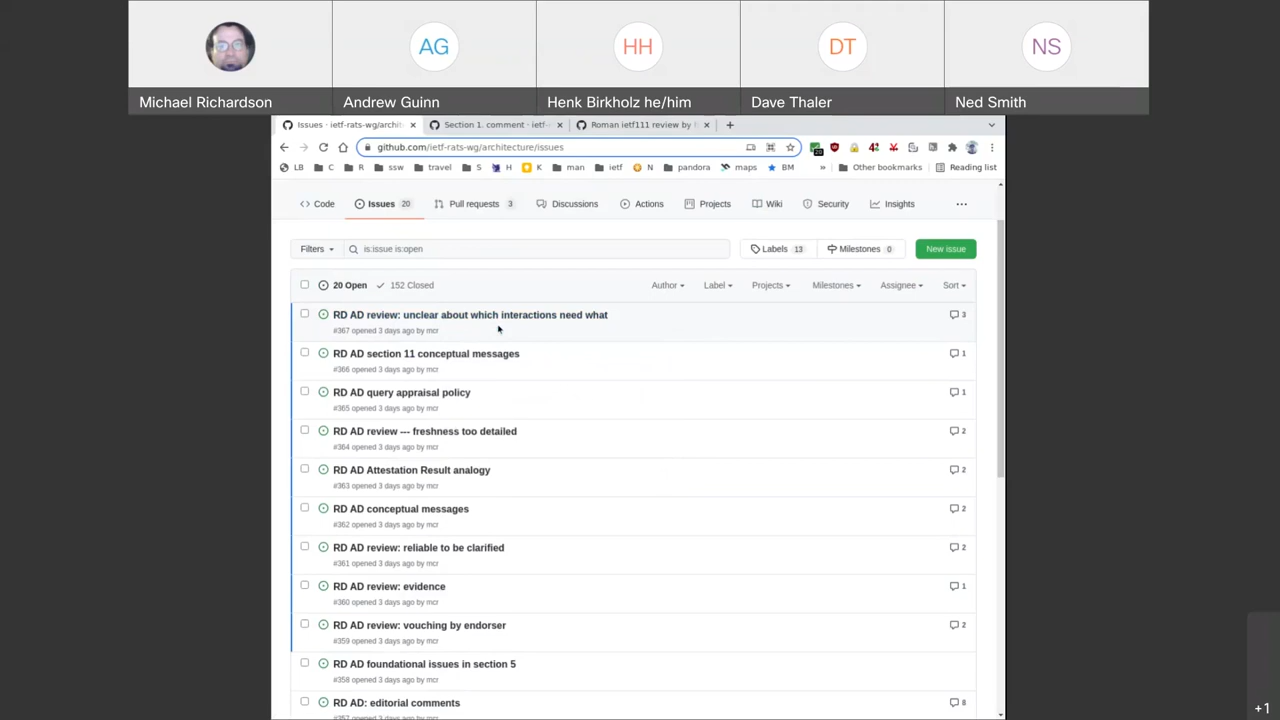 AG
HH
DT
NS
Michael Richardson
Andrew Guinn
Henk Birkholz he/him
Dave Thaler
Ned Smith
Issues · ietf-rats-wg/archit
Section 1. comment · ietf-
Roman ietf111 review by
github.com/ietf-rats-wg/architecture/issues
LB C R ssw travel S H K man ietf N pandora maps BM » Other bookmarks Reading list
Code Issues 20 Pull requests 3 Discussions Actions Projects Wiki Security Insights ...
Filters is:issue is:open Labels 13 Milestones 0 New issue
20 Open 152 Closed Author Label Projects Milestones Assignee Sort
RD AD review: unclear about which interactions need what 3
#367 opened 3 days ago by mcr
RD AD section 11 conceptual messages 1
#366 opened 3 days ago by mcr
RD AD query appraisal policy 1
#365 opened 3 days ago by mcr
RD AD review --- freshness too detailed 2
#364 opened 3 days ago by mcr
RD AD Attestation Result analogy 2
#363 opened 3 days ago by mcr
RD AD conceptual messages 2
#362 opened 3 days ago by mcr
RD AD review: reliable to be clarified 2
#361 opened 3 days ago by mcr
RD AD review: evidence 1
#360 opened 3 days ago by mcr
RD AD review: vouching by endorser 2
#359 opened 3 days ago by mcr
RD AD foundational issues in section 5
#358 opened 3 days ago by mcr
RD AD: editorial comments 8
#357 opened 3 days ago by mcr
+1